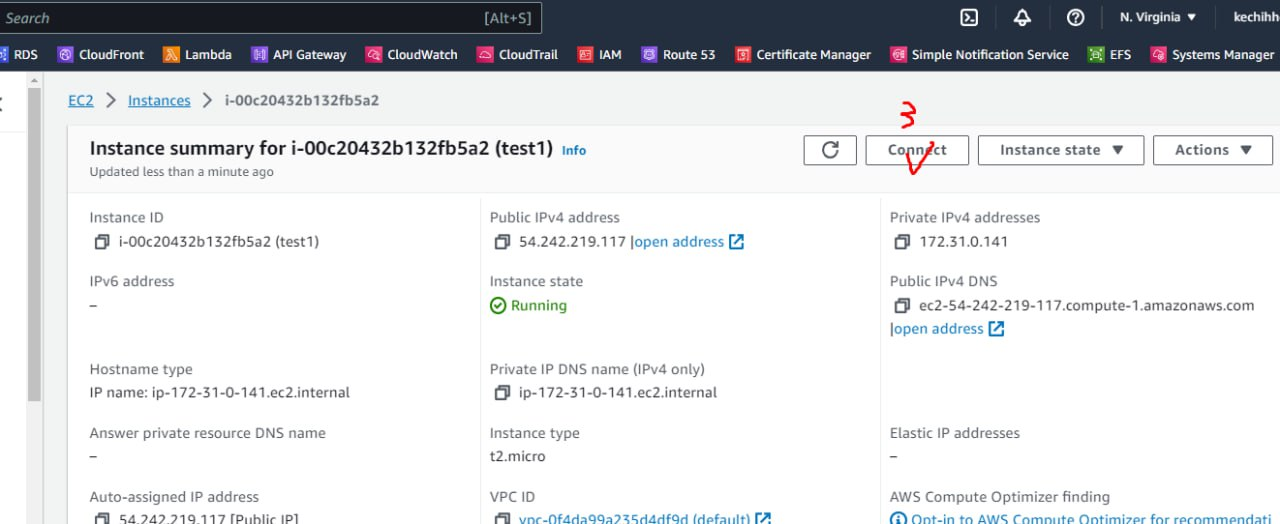 Search [Alt+S] N. Virginia ▼ kechihh
RDS CloudFront Lambda API Gateway CloudWatch CloudTrail IAM Route 53 Certificate Manager Simple Notification Service EFS Systems Manager
EC2 > Instances > i-00c20432b132fb5a2
3
Instance summary for i-00c20432b132fb5a2 (test1) Info
Connect Instance state ▼ Actions ▼
Updated less than a minute ago
Instance ID
i-00c20432b132fb5a2 (test1)
Public IPv4 address
54.242.219.117 |open address
Private IPv4 addresses
172.31.0.141
IPv6 address
–
Instance state
Running
Public IPv4 DNS
ec2-54-242-219-117.compute-1.amazonaws.com
|open address
Hostname type
IP name: ip-172-31-0-141.ec2.internal
Private IP DNS name (IPv4 only)
ip-172-31-0-141.ec2.internal
Answer private resource DNS name
–
Instance type
t2.micro
Elastic IP addresses
–
Auto-assigned IP address
54.242.219.117 [Public IP]
VPC ID
vpc-0f4da99a235d4df9d (default)
AWS Compute Optimizer finding
Opt-in to AWS Compute Optimizer for recommendati